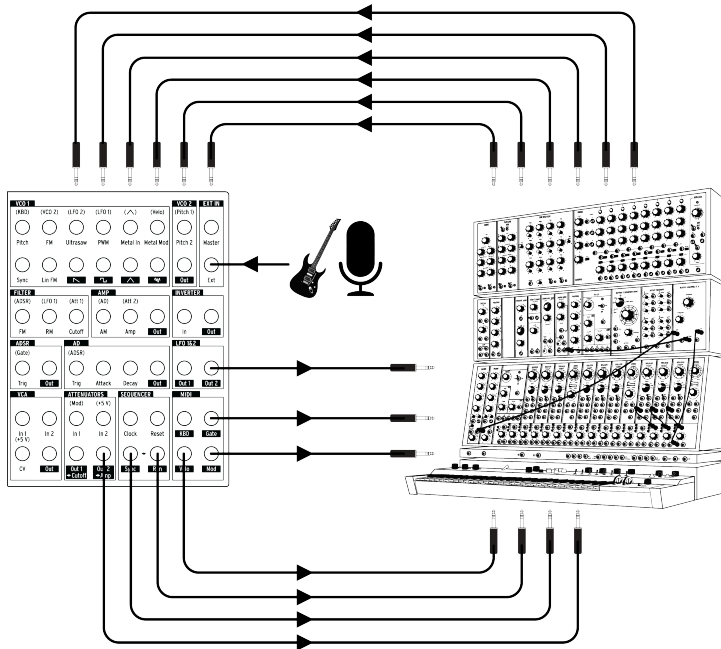 VCO 1 VCO 2 EXT IN
(KBD) (VCO 2) (LFO 2) (LFO 1) (Velo) (Pitch 1)
Pitch FM Ultrasaw PWM Metal In Metal Mod Pitch 2 Master
Sync Lin FM Out Ext
FILTER AMP INVERTER
(ADSR) (LFO 1) (Att 1) (AD) (Att 2)
FM RM Cutoff AM Amp Out In Out
ADSR AD LFO 1&2
(Gate) (ADSR)
Trig Out Trig Attack Decay Out Out 1 Out 2
VCA ATTENUATORS SEQUENCER MIDI
(Mod) (+5 V)
In 1 In 2 In 1 In 2 Clock Reset KBD Gate
(+5 V)
CV Out Out 1 Out 2 Sync Run Velo Mod
Cutoff Amp